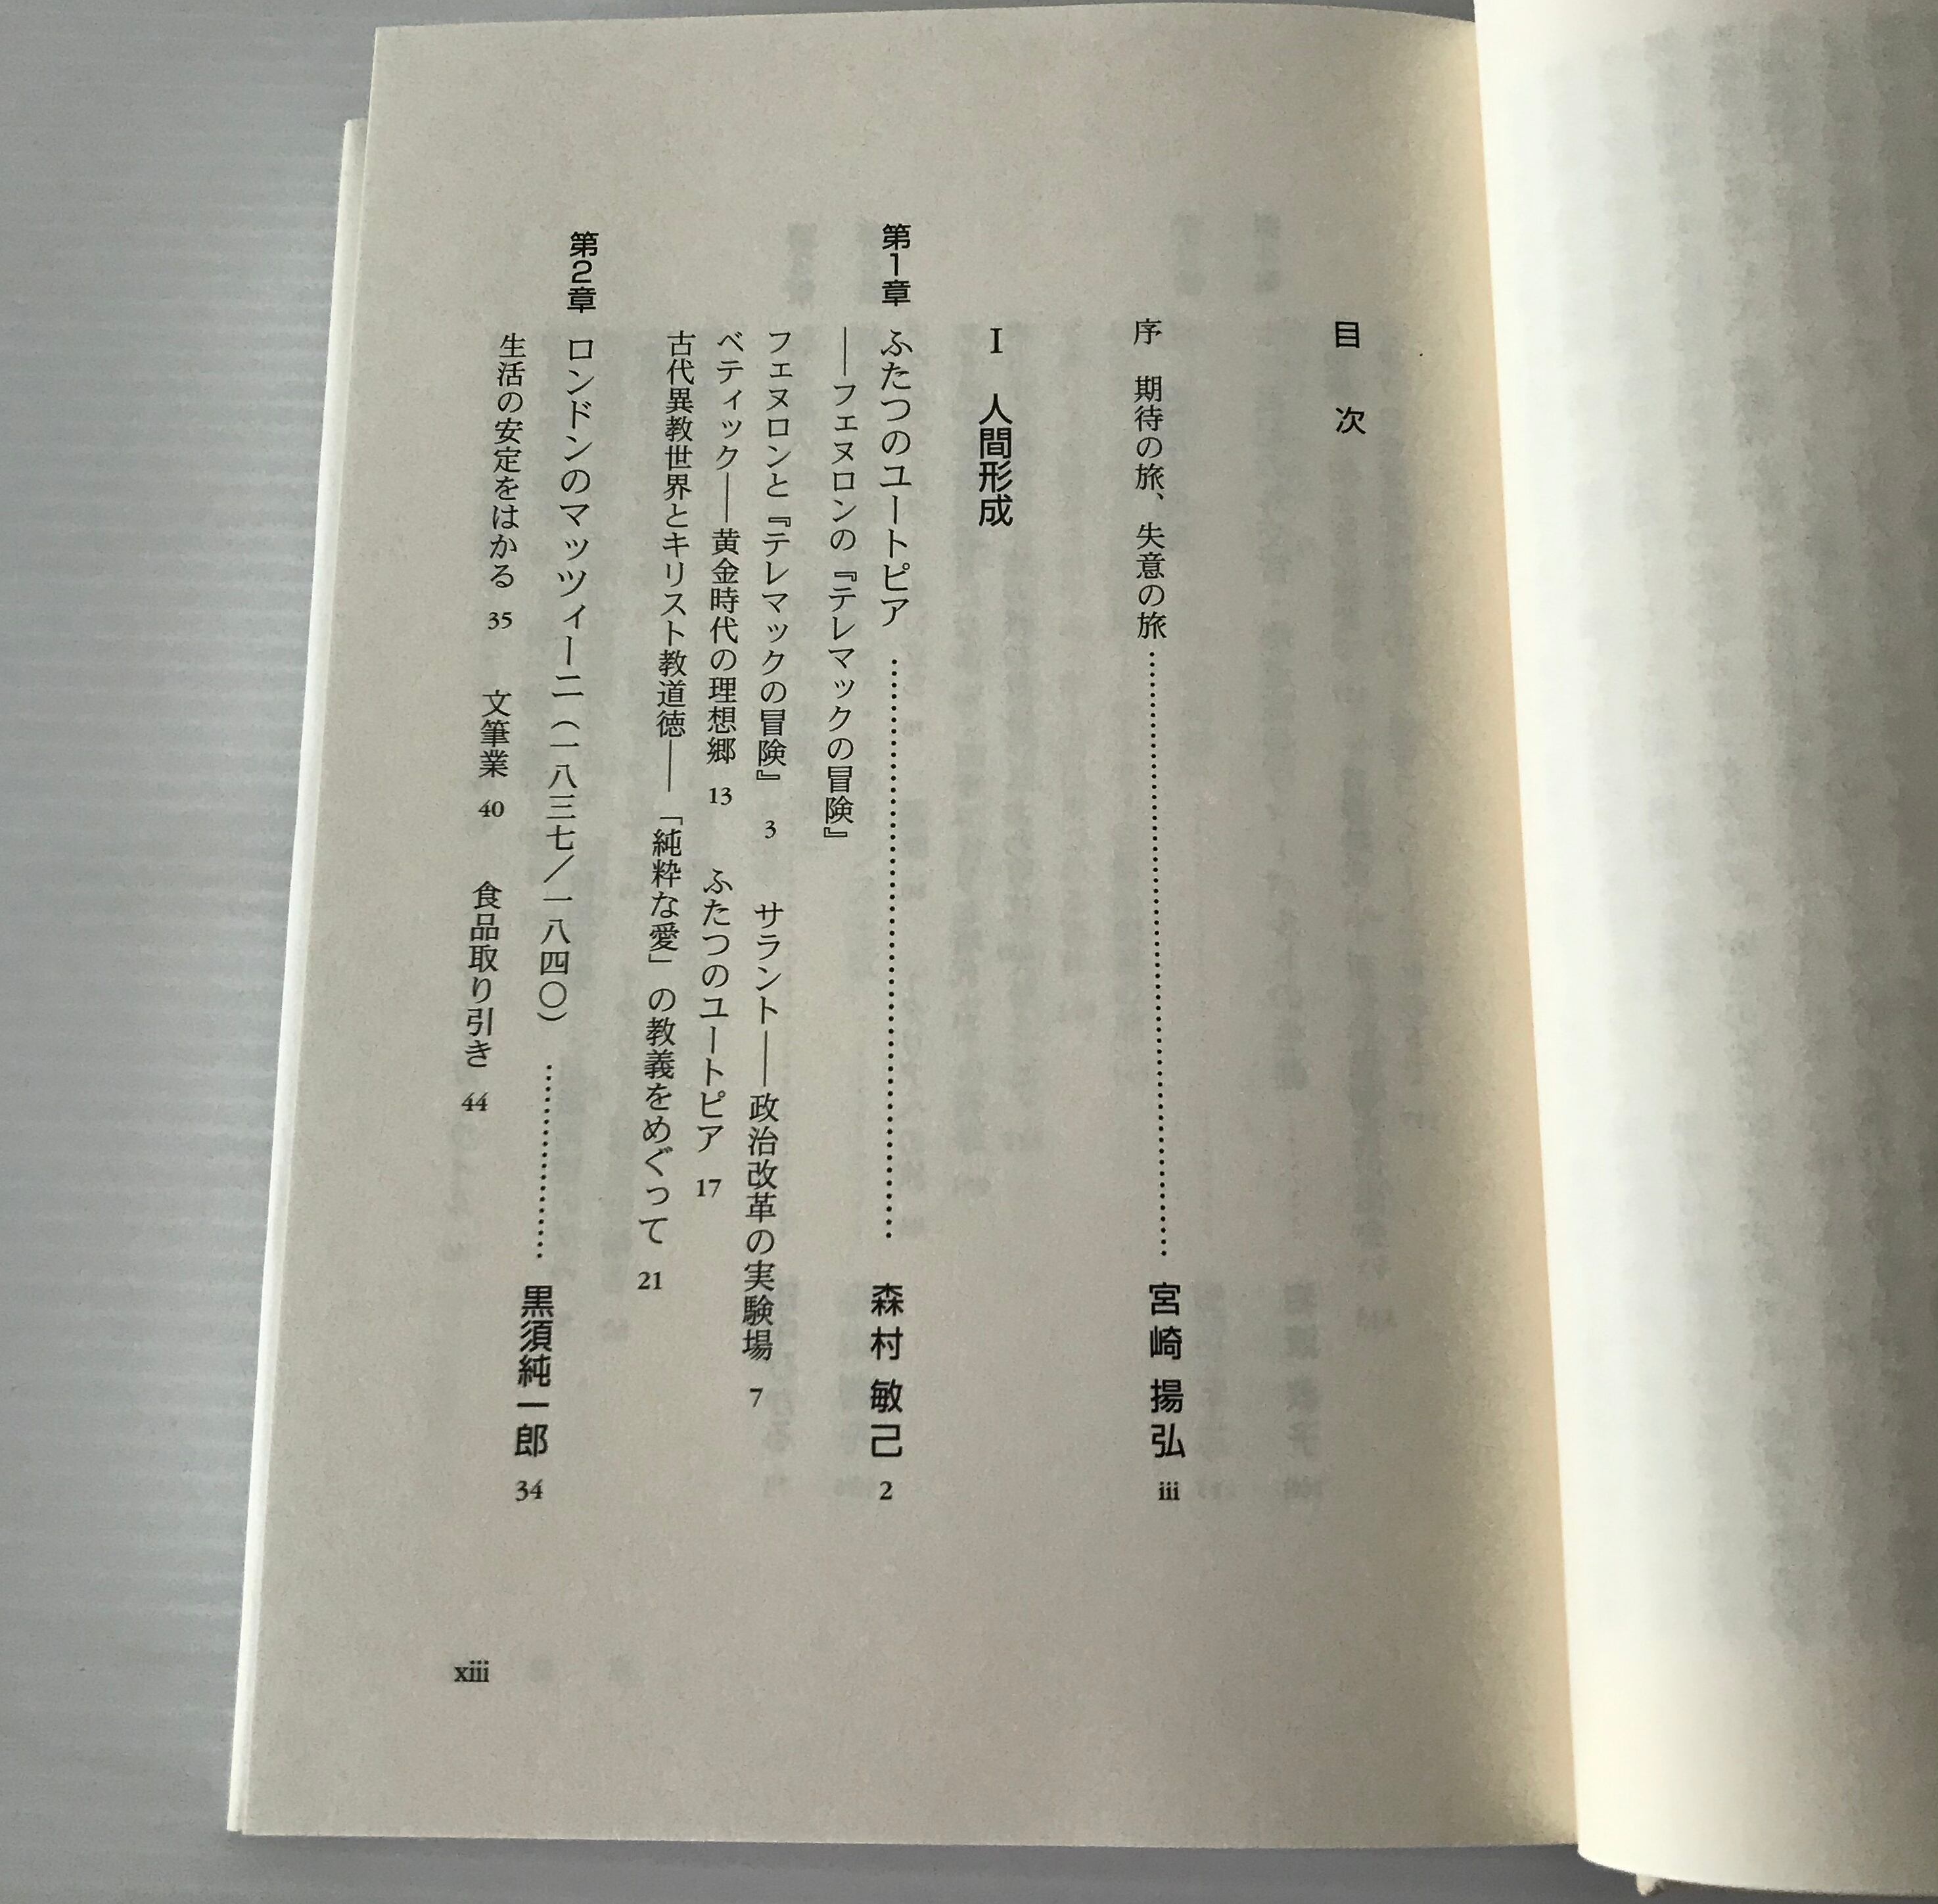 目次
序　期待の旅、失意の旅……………………宮崎揚弘 iii
I　人間形成
第1章　ふたつのユートピア……………………森村敏己 2
――フェヌロンの『テレマックの冒険』
フェヌロンと『テレマックの冒険』 3　サラント――政治改革の実験場 7
ベティック――黄金時代の理想郷 13　ふたつのユートピア 17
古代異教世界とキリスト教道徳――「純粋な愛」の教義をめぐって 21
第2章　ロンドンのマッツィーニ（一八三七／一八四〇）…………黒須純一郎 34
生活の安定をはかる 35　文筆業 40　食品取り引き 44
xiii